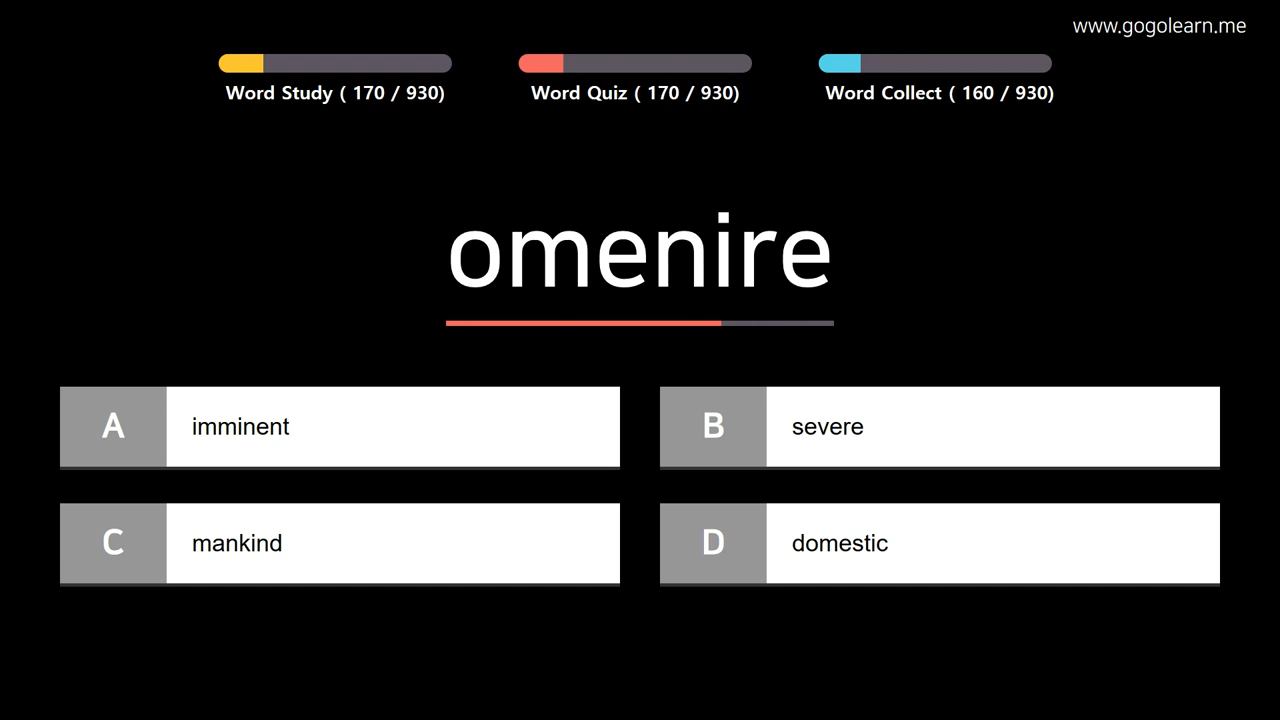 www.gogolearn.me
Word Study ( 170 / 930)
Word Quiz ( 170 / 930)
Word Collect ( 160 / 930)
omenire
A imminent
B severe
C mankind
D domestic